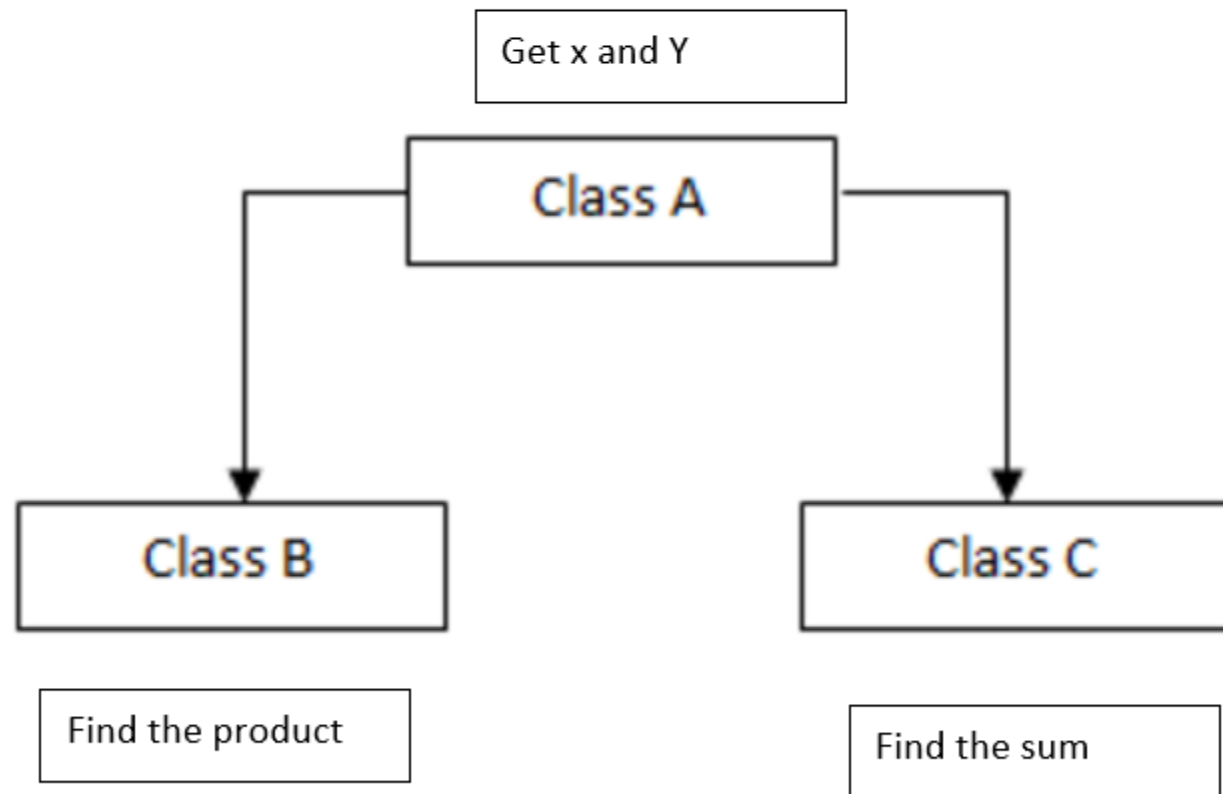 Get x and Y
Class A
Class B
Class C
Find the product
Find the sum